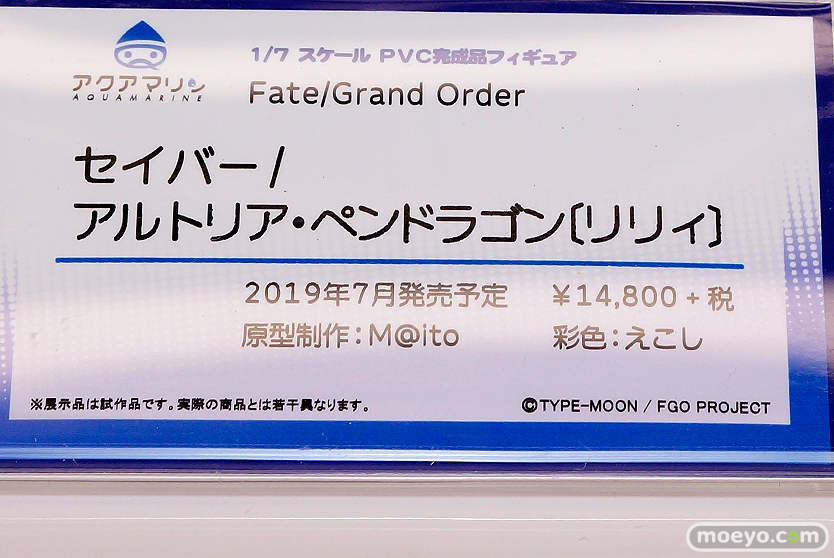 アクアマリン
AQUAMARINE
1/7 スケール PVC完成品フィギュア
Fate/Grand Order
セイバー/
アルトリア・ペンドラゴン〔リリィ〕
2019年7月発売予定 ￥14,800+税
原型制作：M@ito 彩色：えこし
※展示品は試作品です。実際の商品とは若干異なります。
©TYPE-MOON / FGO PROJECT
moeyo.com